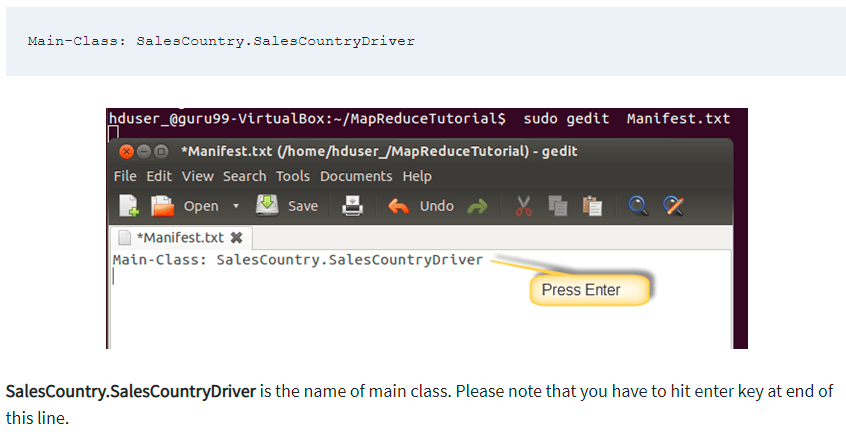 Main-Class: SalesCountry.SalesCountryDriver
hduser_@guru99-VirtualBox:~/MapReduceTutorial$ sudo gedit Manifest.txt
*Manifest.txt (/home/hduser_/MapReduceTutorial) - gedit
File Edit View Search Tools Documents Help
Open Save Undo
*Manifest.txt
Main-Class: SalesCountry.SalesCountryDriver
Press Enter
SalesCountry.SalesCountryDriver is the name of main class. Please note that you have to hit enter key at end of
this line.